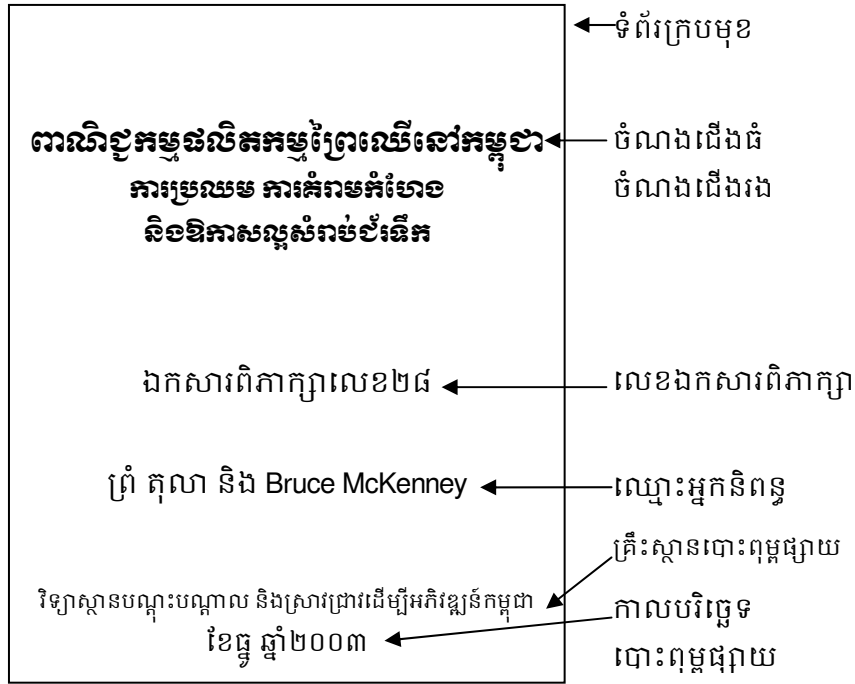 ទំព័រក្របមុខ
ពាណិជ្ជកម្មផលិតកម្មព្រៃឈើនៅកម្ពុជា
ចំណងជើងធំ
ការប្រឈម ការគំរាមកំហែង
ចំណងជើងរង
និងឱកាសល្អសំរាប់ជ័រទឹក
ឯកសារពិភាក្សាលេខ២៨
លេខឯកសារពិភាក្សា
ព្រំ តុលា និង Bruce McKenney
ឈ្មោះអ្នកនិពន្ធ
គ្រឹះស្ថានបោះពុម្ពផ្សាយ
វិទ្យាស្ថានបណ្តុះបណ្តាល និងស្រាវជ្រាវដើម្បីអភិវឌ្ឍន៍កម្ពុជា
កាលបរិច្ឆេទ
ខែធ្នូ ឆ្នាំ២០០៣
បោះពុម្ពផ្សាយ